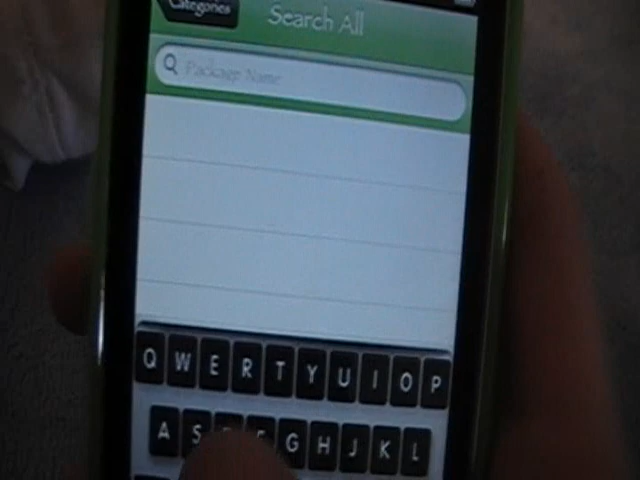 Categories
Search All
Package Name
Q W E R T Y U I O P
A S G H J K L